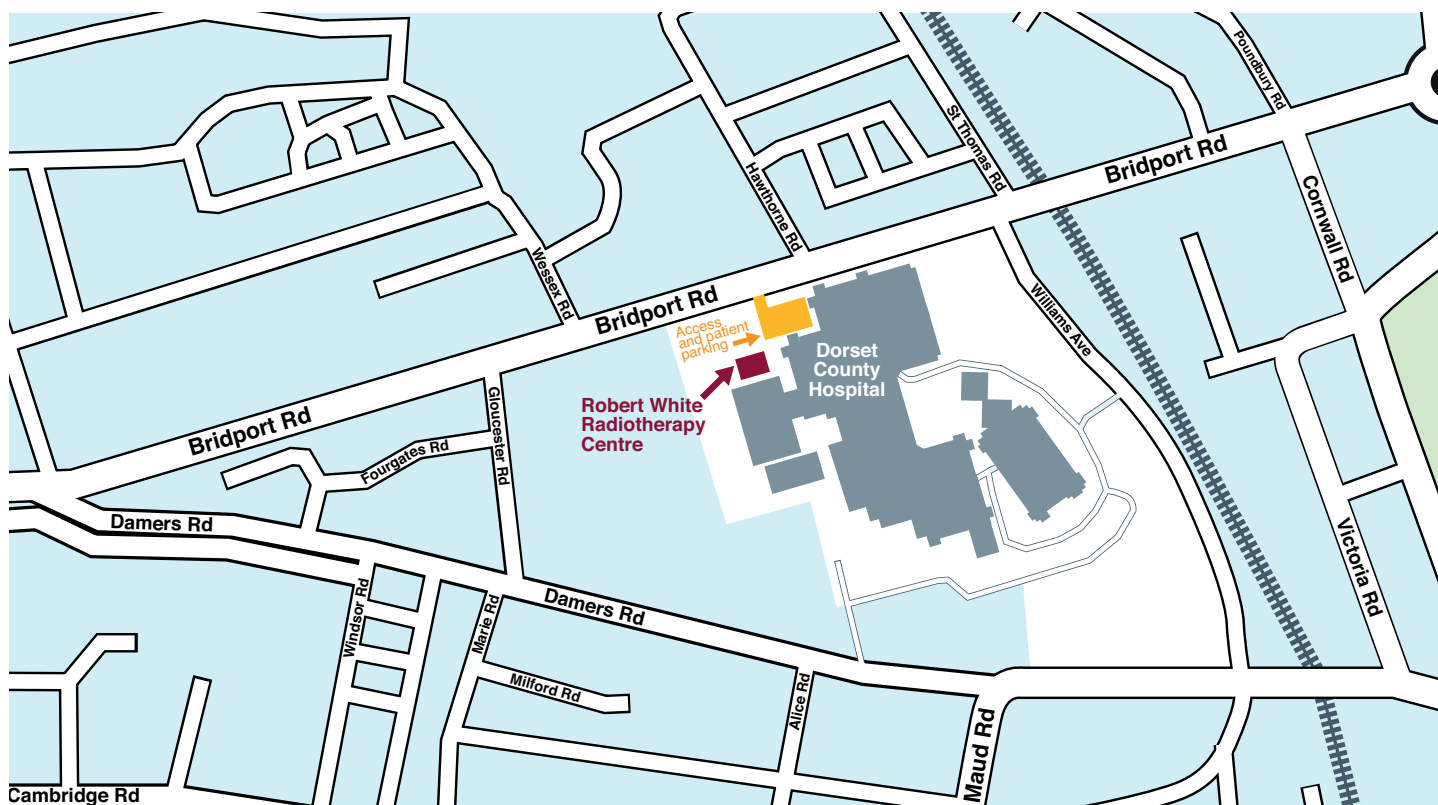 Poundbury Rd
St Thomas Rd
Bridport Rd
Hawthorne Rd
Cornwall Rd
Wessex Rd
Bridport Rd
Williams Ave
Access
and patient
parking
Dorset
County
Hospital
Robert White
Radiotherapy
Centre
Gloucester Rd
Bridport Rd
Fourgates Rd
Damers Rd
Victoria Rd
Windsor Rd
Marie Rd
Damers Rd
Milford Rd
Alice Rd
Maud Rd
Cambridge Rd